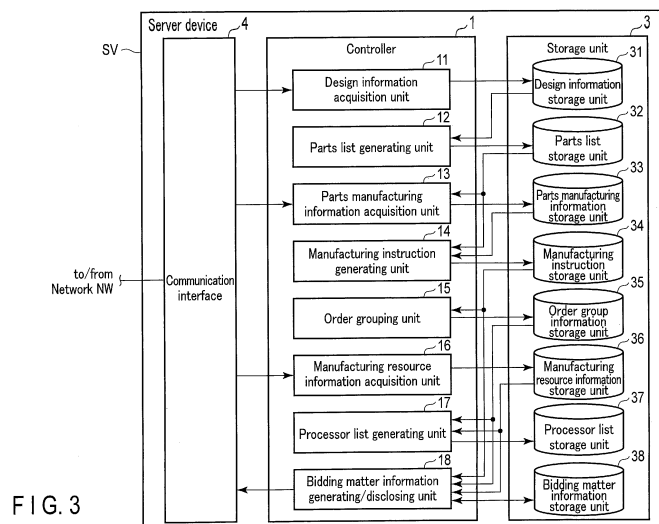 Server device
4
1
3
SV
Controller
Storage unit
11
31
Design information
acquisition unit
Design information
storage unit
12
32
Parts list generating unit
Parts list
storage unit
13
33
Parts manufacturing
information acquisition unit
Parts manufacturing
information
storage unit
14
34
Manufacturing instruction
generating unit
Manufacturing
instruction
storage unit
to/from
Network NW
Communication
interface
15
35
Order grouping unit
Order group
information
storage unit
16
36
Manufacturing resource
information acquisition unit
Manufacturing
resource information
storage unit
17
37
Processor list generating unit
Processor list
storage unit
18
38
Bidding matter information
generating/disclosing unit
Bidding matter
information
storage unit
FIG. 3